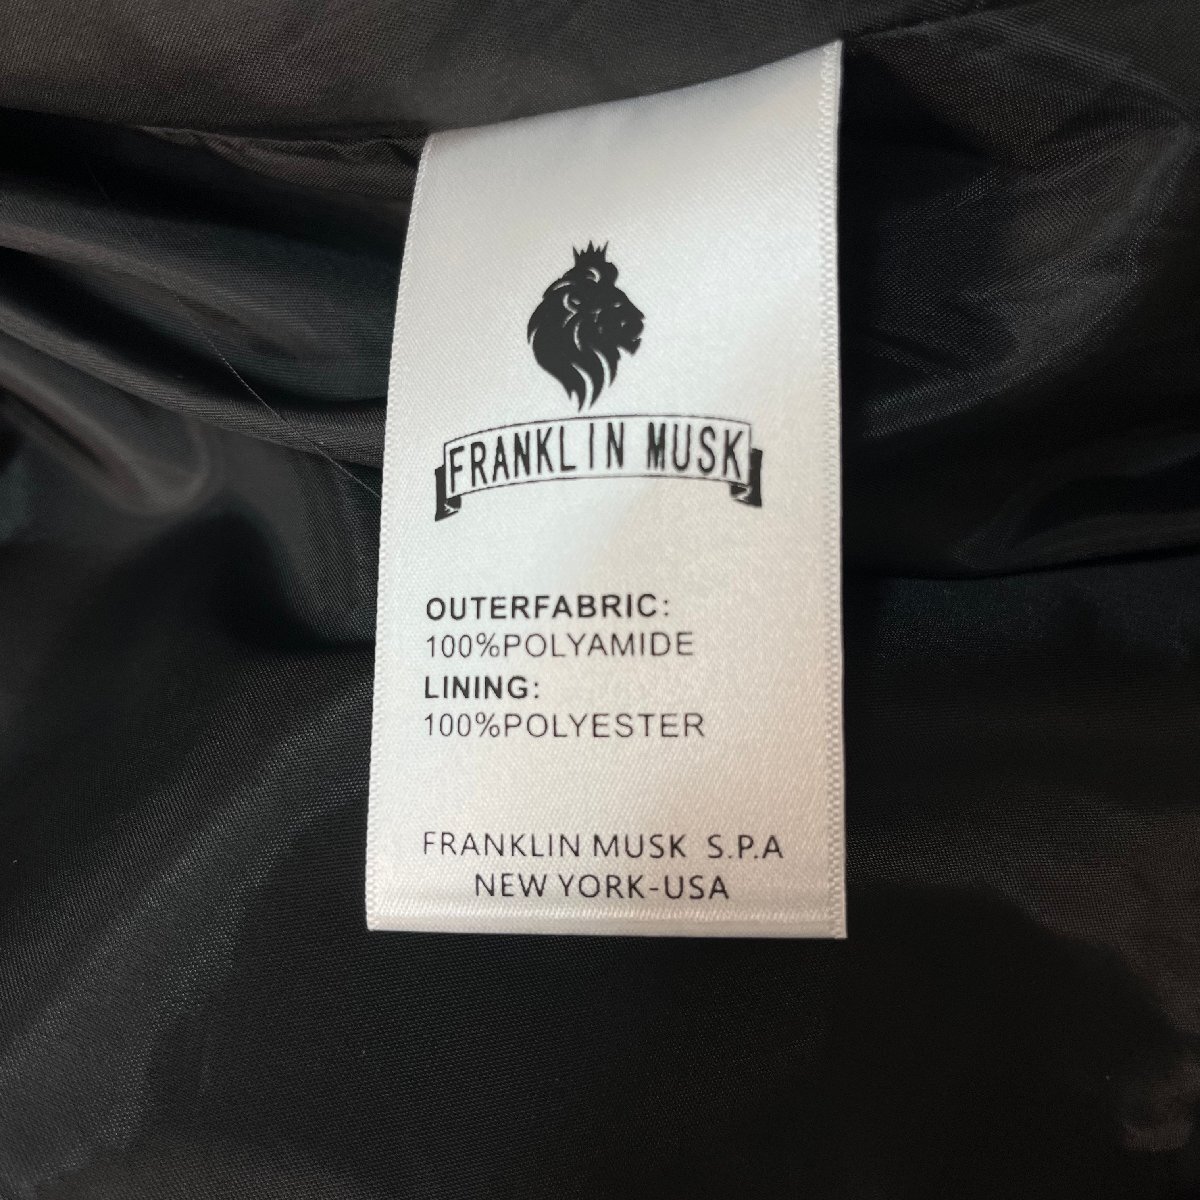 FRANKLIN MUSK
OUTERFABRIC:
100%POLYAMIDE
LINING:
100%POLYESTER
FRANKLIN MUSK S.P.A
NEW YORK-USA